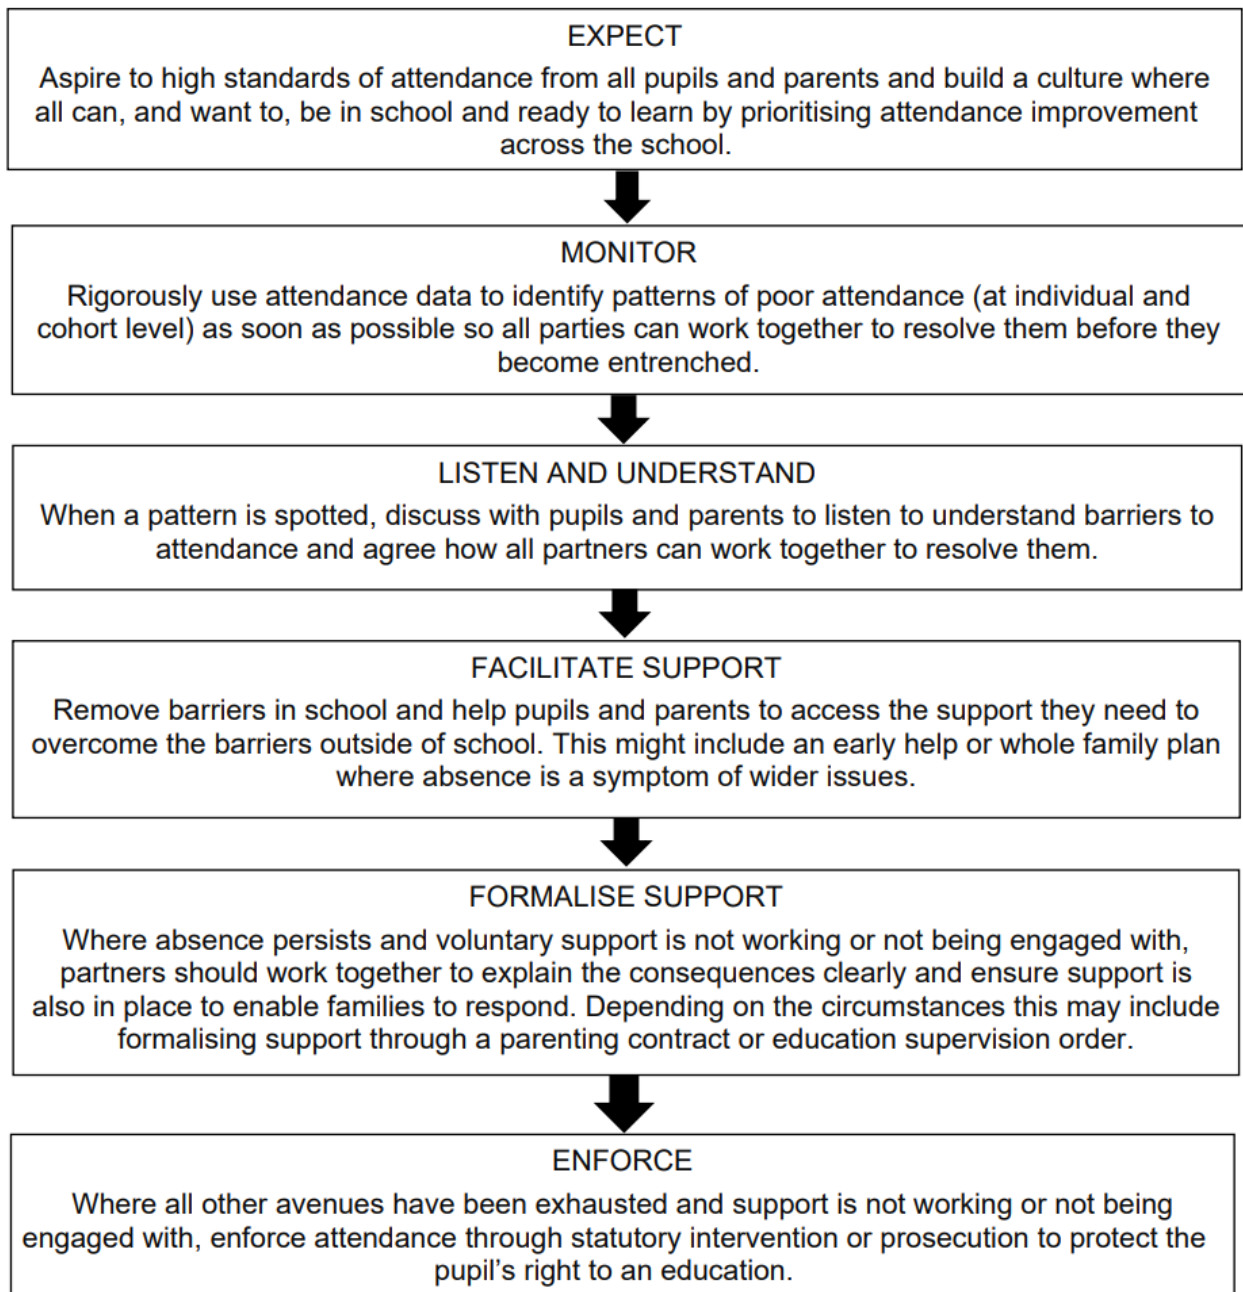 EXPECT
Aspire to high standards of attendance from all pupils and parents and build a culture where
all can, and want to, be in school and ready to learn by prioritising attendance improvement
across the school.
MONITOR
Rigorously use attendance data to identify patterns of poor attendance (at individual and
cohort level) as soon as possible so all parties can work together to resolve them before they
become entrenched.
LISTEN AND UNDERSTAND
When a pattern is spotted, discuss with pupils and parents to listen to understand barriers to
attendance and agree how all partners can work together to resolve them.
FACILITATE SUPPORT
Remove barriers in school and help pupils and parents to access the support they need to
overcome the barriers outside of school. This might include an early help or whole family plan
where absence is a symptom of wider issues.
FORMALISE SUPPORT
Where absence persists and voluntary support is not working or not being engaged with,
partners should work together to explain the consequences clearly and ensure support is
also in place to enable families to respond. Depending on the circumstances this may include
formalising support through a parenting contract or education supervision order.
ENFORCE
Where all other avenues have been exhausted and support is not working or not being
engaged with, enforce attendance through statutory intervention or prosecution to protect the
pupil’s right to an education.